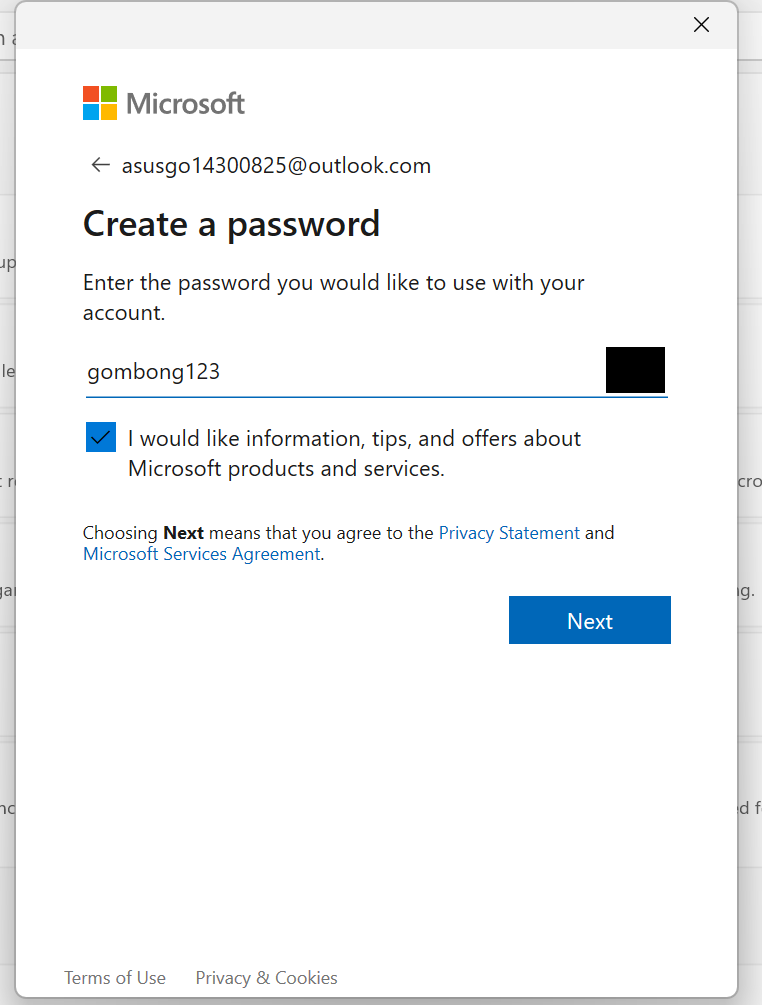 Microsoft
asusgo14300825@outlook.com
Create a password
Enter the password you would like to use with your
account.
gombong123
I would like information, tips, and offers about
Microsoft products and services.
Choosing Next means that you agree to the Privacy Statement and
Microsoft Services Agreement.
Next
Terms of Use Privacy & Cookies